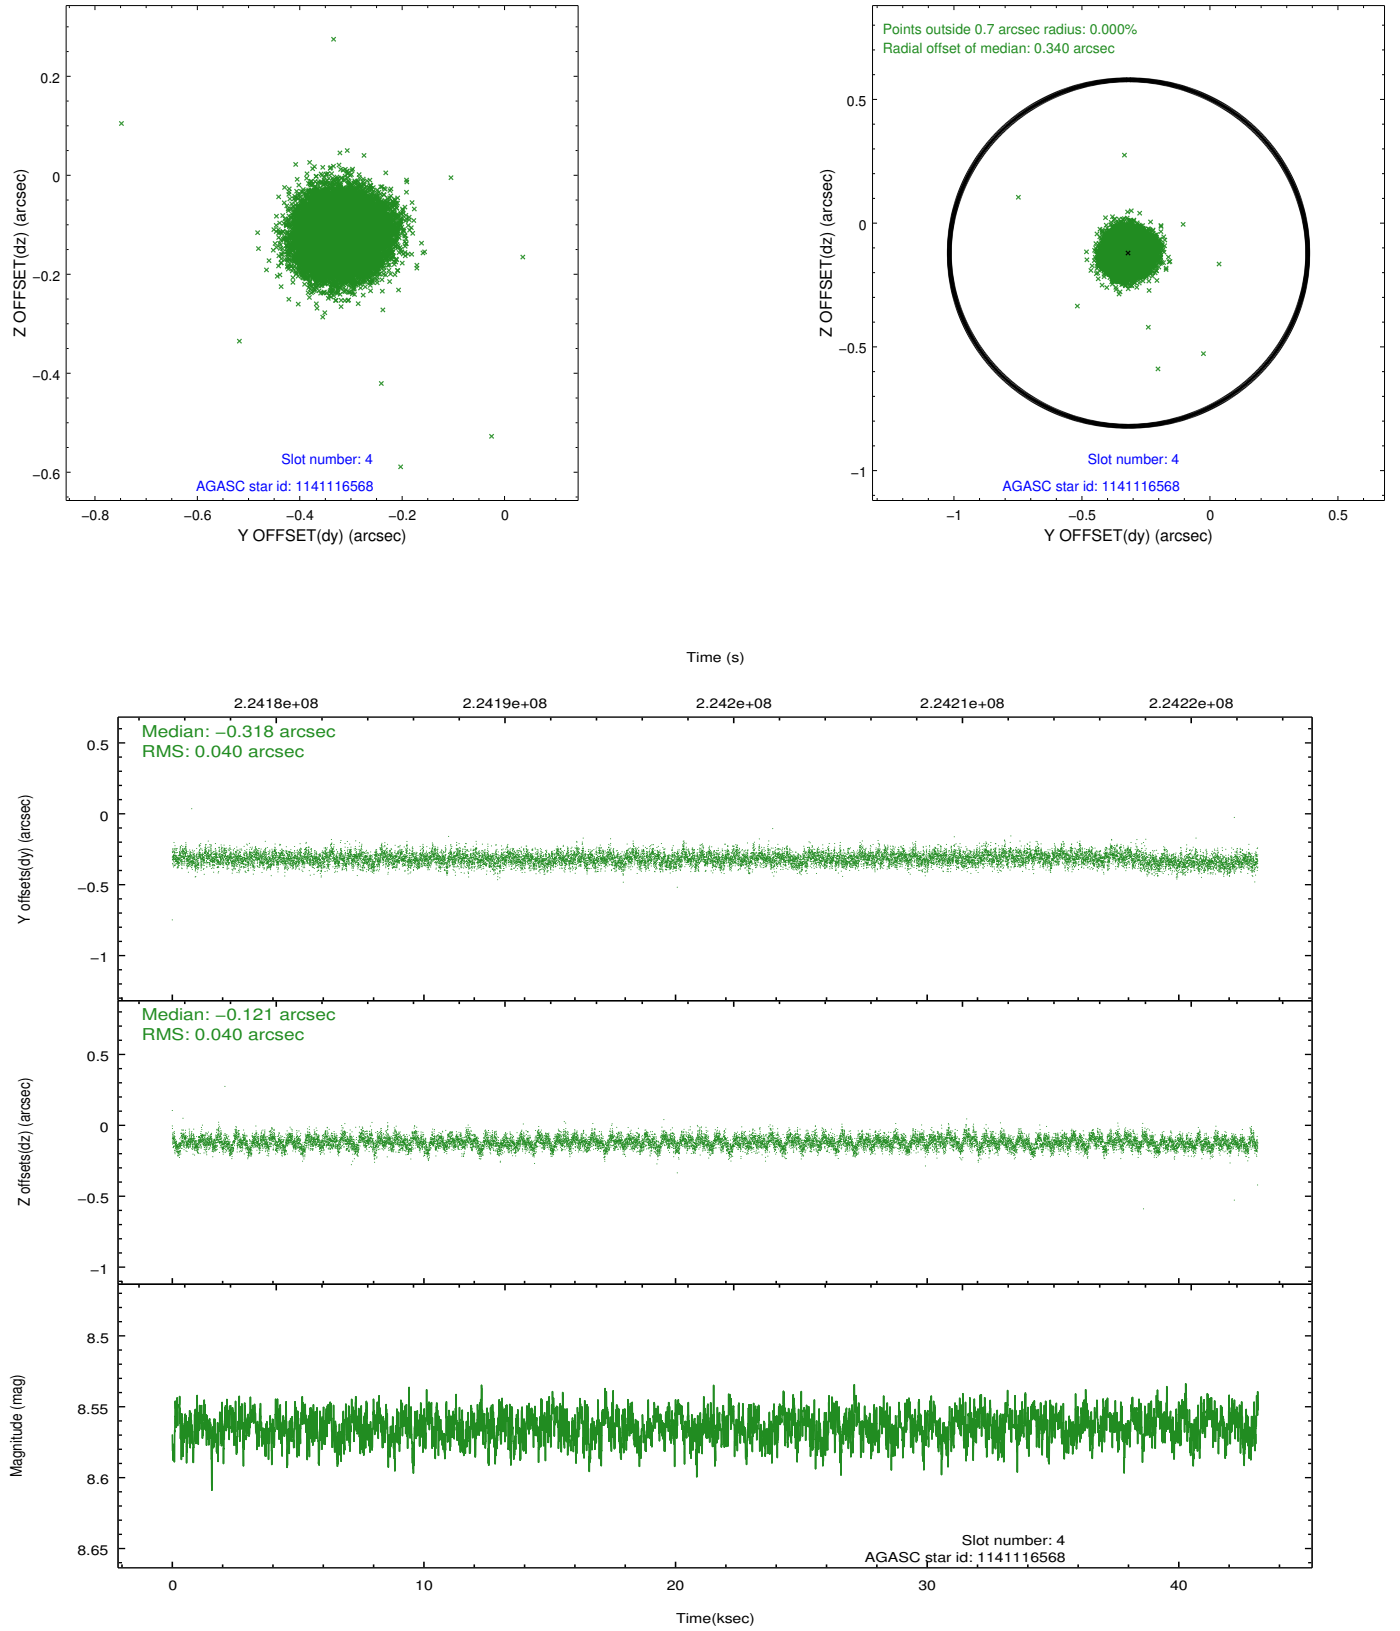 0.2
0
−0.2
−0.4
−0.6
Z OFFSET(dz) (arcsec)
Slot number: 4
AGASC star id: 1141116568
−0.8
−0.6
−0.4
−0.2
0
Y OFFSET(dy) (arcsec)
Points outside 0.7 arcsec radius: 0.000%
Radial offset of median: 0.340 arcsec
0.5
0
−0.5
−1
Z OFFSET(dz) (arcsec)
Slot number: 4
AGASC star id: 1141116568
−1
−0.5
0
0.5
Y OFFSET(dy) (arcsec)
Time (s)
2.2418e+08
2.2419e+08
2.242e+08
2.2421e+08
2.2422e+08
Median: −0.318 arcsec
RMS: 0.040 arcsec
0.5
0
−0.5
−1
Y offsets(dy) (arcsec)
Median: −0.121 arcsec
RMS: 0.040 arcsec
0.5
0
−0.5
−1
Z offsets(dz) (arcsec)
8.5
8.55
8.6
8.65
Magnitude (mag)
Slot number: 4
AGASC star id: 1141116568
0
10
20
30
40
Time(ksec)